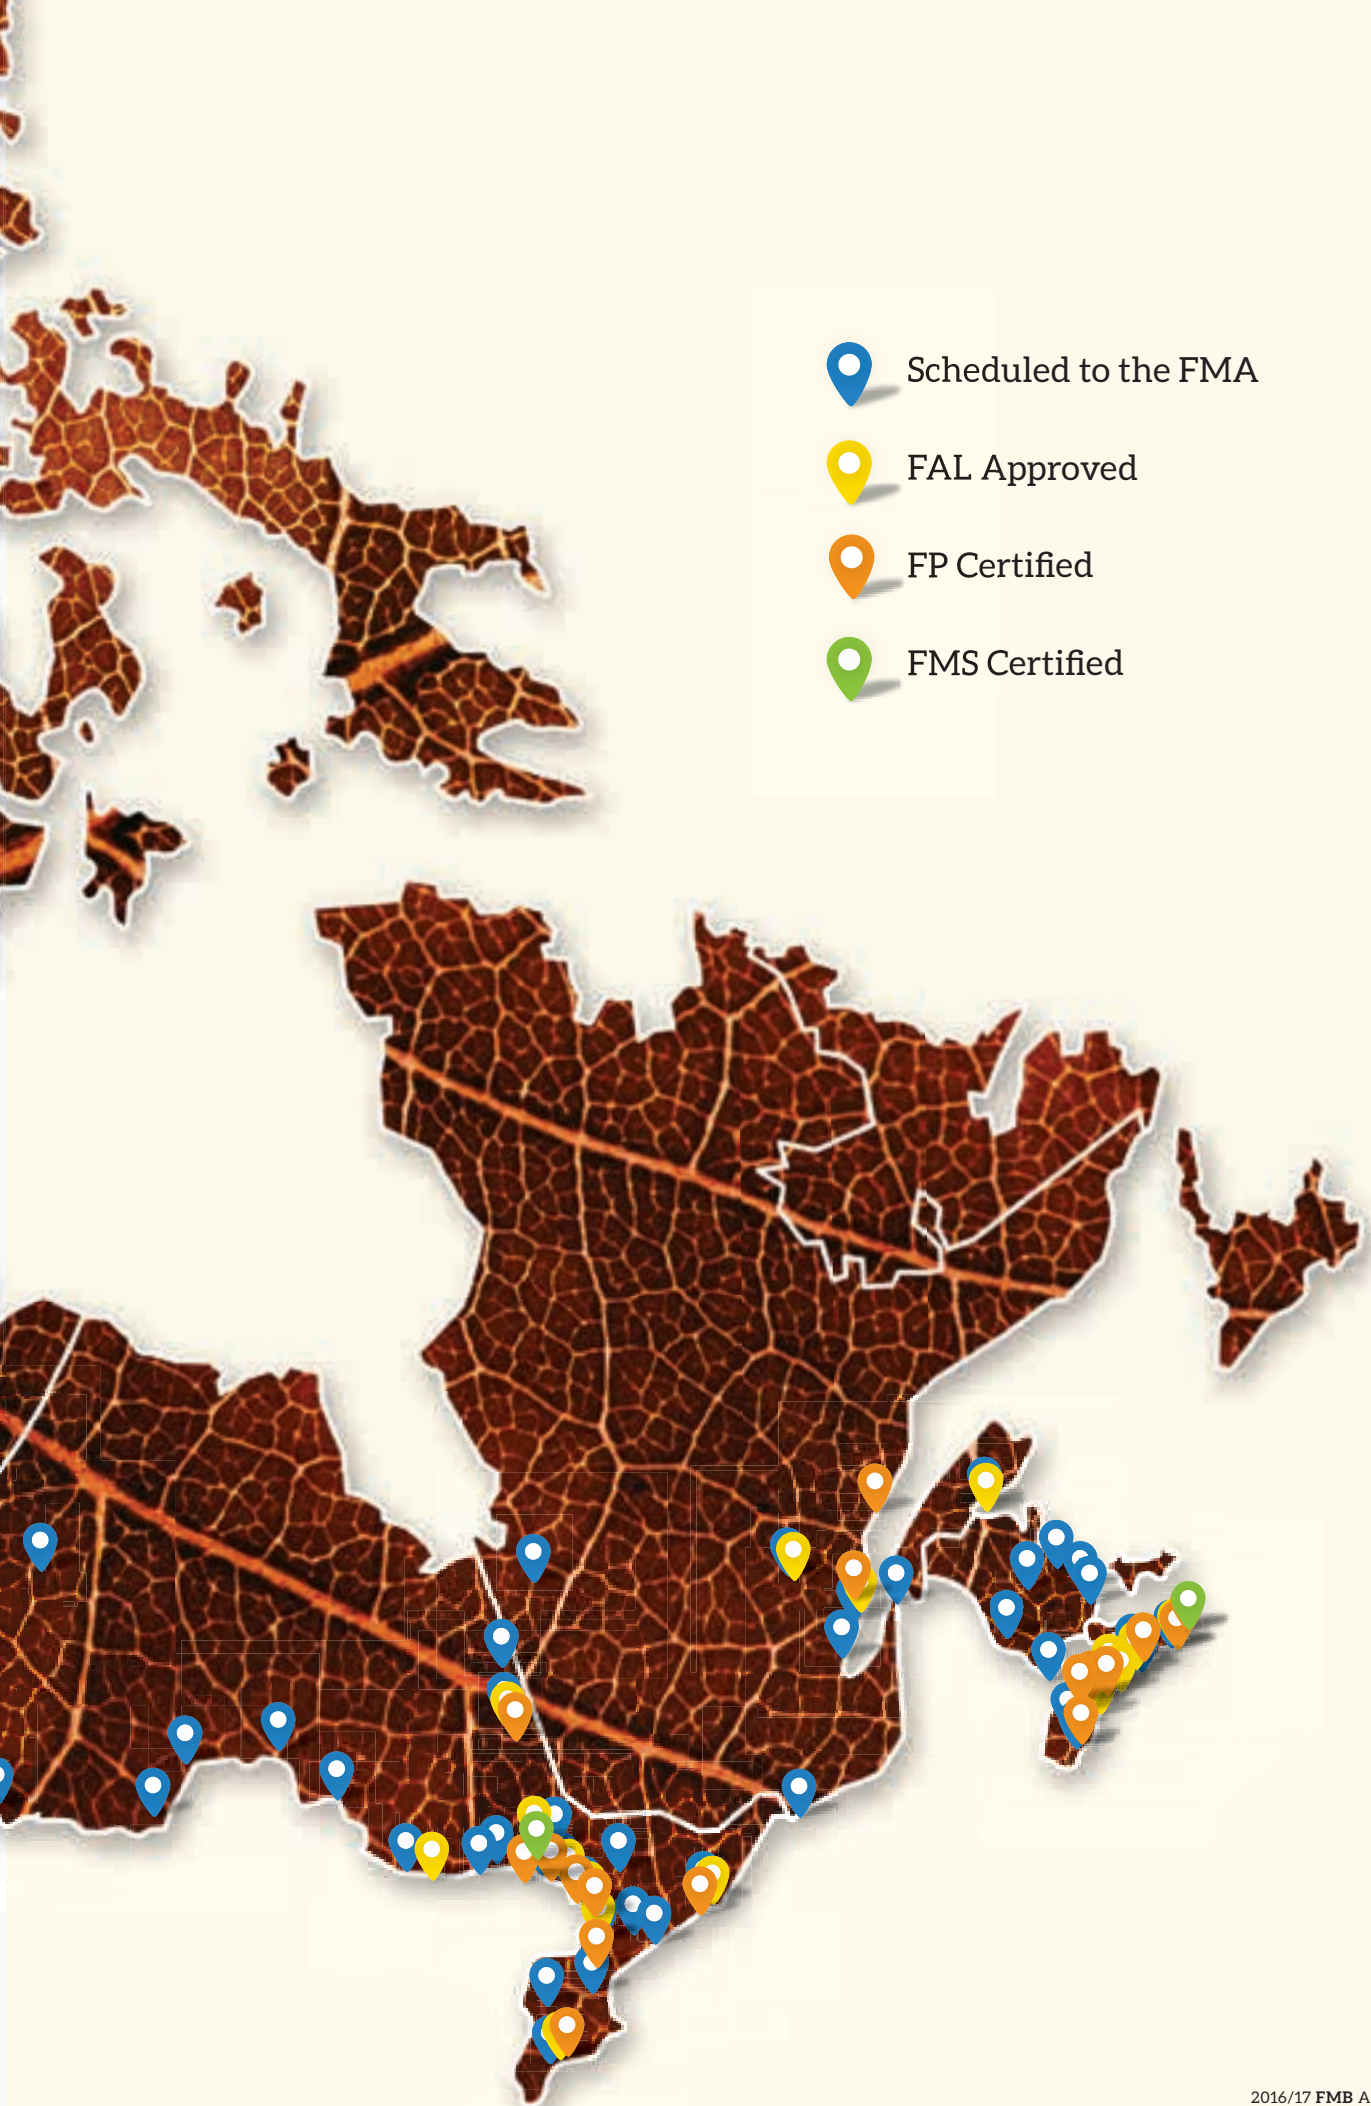 Scheduled to the FMA
FAL Approved
FP Certified
FMS Certified
2016/17 FMB A